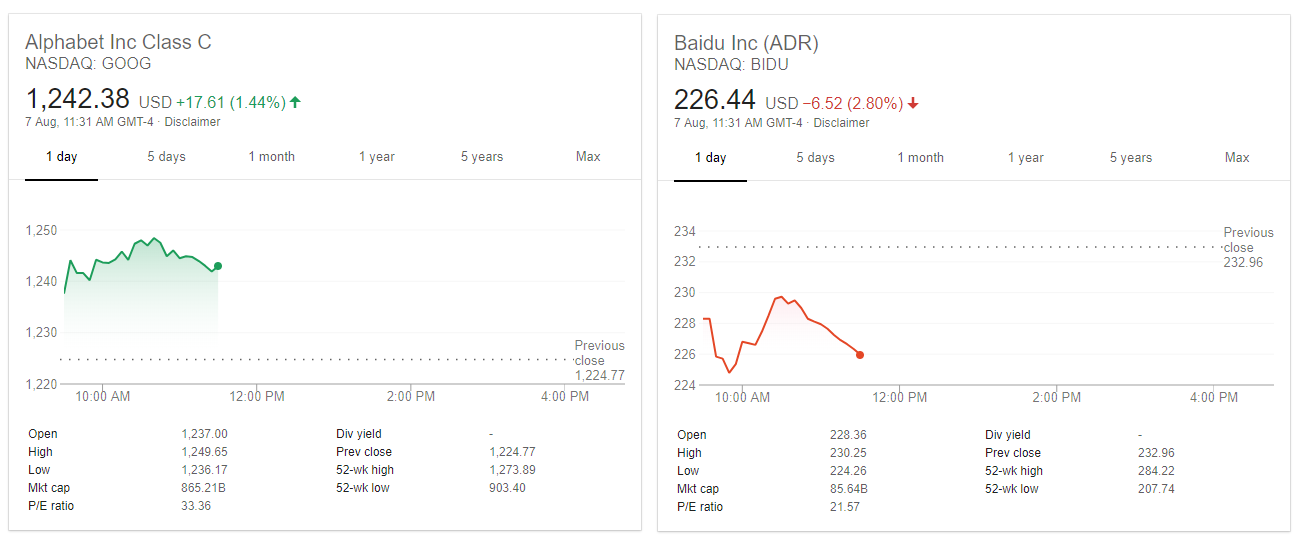 Alphabet Inc Class C
NASDAQ: GOOG
1,242.38 USD +17.61 (1.44%)
7 Aug, 11:31 AM GMT-4 · Disclaimer
1 day 5 days 1 month 1 year 5 years Max
1,250
1,240
1,230
1,220
Previous
close
1,224.77
10:00 AM 12:00 PM 2:00 PM 4:00 PM
Open 1,237.00 Div yield -
High 1,249.65 Prev close 1,224.77
Low 1,236.17 52-wk high 1,273.89
Mkt cap 865.21B 52-wk low 903.40
P/E ratio 33.36
Baidu Inc (ADR)
NASDAQ: BIDU
226.44 USD −6.52 (2.80%)
7 Aug, 11:31 AM GMT-4 · Disclaimer
1 day 5 days 1 month 1 year 5 years Max
234
232
230
228
226
224
Previous
close
232.96
10:00 AM 12:00 PM 2:00 PM 4:00 PM
Open 228.36 Div yield -
High 230.25 Prev close 232.96
Low 224.26 52-wk high 284.22
Mkt cap 85.64B 52-wk low 207.74
P/E ratio 21.57